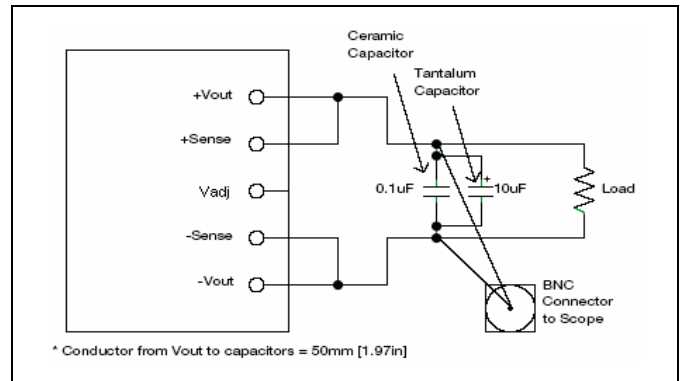 Ceramic
Capacitor
Tantalum
Capacitor
+Vout
+Sense
Vadj
-Sense
-Vout
0.1uF
+
10uF
Load
BNC
Connector
to Scope
* Conductor from Vout to capacitors = 50mm [1.97in]